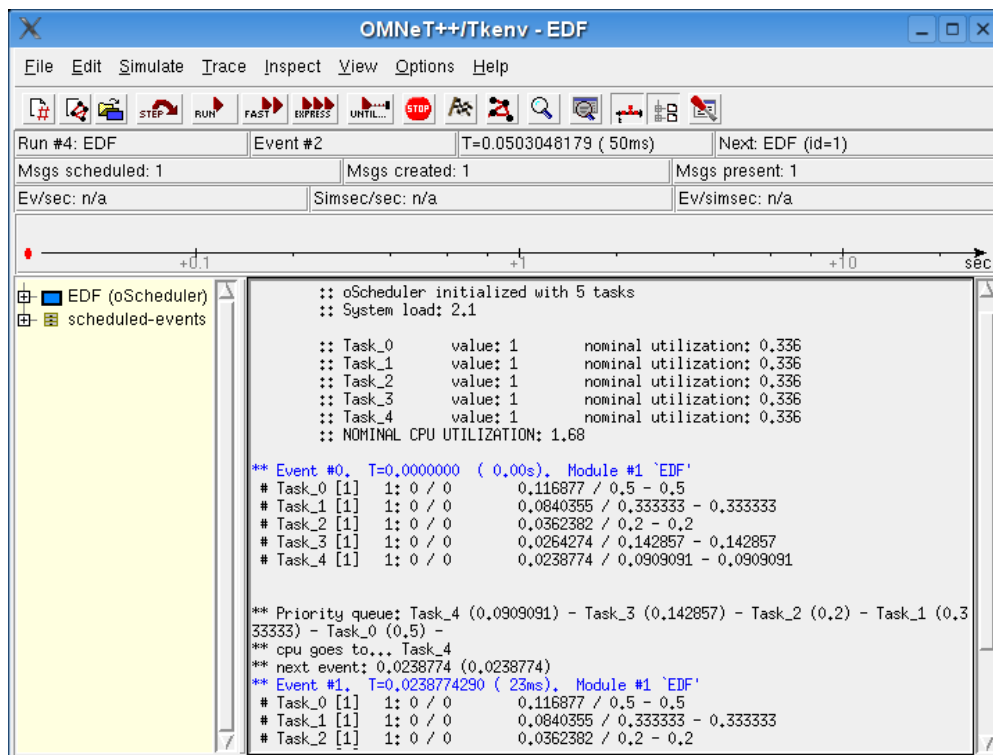 OMNeT++/Tkenv - EDF
File Edit Simulate Trace Inspect View Options Help
STEP RUN FAST EXPRESS UNTIL... STOP
Run #4: EDF Event #2 T=0.0503048179 ( 50ms) Next: EDF (id=1)
Msgs scheduled: 1 Msgs created: 1 Msgs present: 1
Ev/sec: n/a Simsec/sec: n/a Ev/simsec: n/a
+0.1 +1 +10 sec
EDF (oScheduler)
scheduled-events
:: oScheduler initialized with 5 tasks
:: System load: 2.1
:: Task_0 value: 1 nominal utilization: 0.336
:: Task_1 value: 1 nominal utilization: 0.336
:: Task_2 value: 1 nominal utilization: 0.336
:: Task_3 value: 1 nominal utilization: 0.336
:: Task_4 value: 1 nominal utilization: 0.336
:: NOMINAL CPU UTILIZATION: 1.68
** Event #0. T=0.0000000 ( 0.00s). Module #1 `EDF'
# Task_0 [1] 1: 0 / 0 0.116877 / 0.5 - 0.5
# Task_1 [1] 1: 0 / 0 0.0840355 / 0.333333 - 0.333333
# Task_2 [1] 1: 0 / 0 0.0362382 / 0.2 - 0.2
# Task_3 [1] 1: 0 / 0 0.0264274 / 0.142857 - 0.142857
# Task_4 [1] 1: 0 / 0 0.0238774 / 0.0909091 - 0.0909091
** Priority queue: Task_4 (0.0909091) - Task_3 (0.142857) - Task_2 (0.2) - Task_1 (0.3
33333) - Task_0 (0.5) -
** cpu goes to... Task_4
** next event: 0.0238774 (0.0238774)
** Event #1. T=0.0238774290 ( 23ms). Module #1 `EDF'
# Task_0 [1] 1: 0 / 0 0.116877 / 0.5 - 0.5
# Task_1 [1] 1: 0 / 0 0.0840355 / 0.333333 - 0.333333
# Task_2 [1] 1: 0 / 0 0.0362382 / 0.2 - 0.2